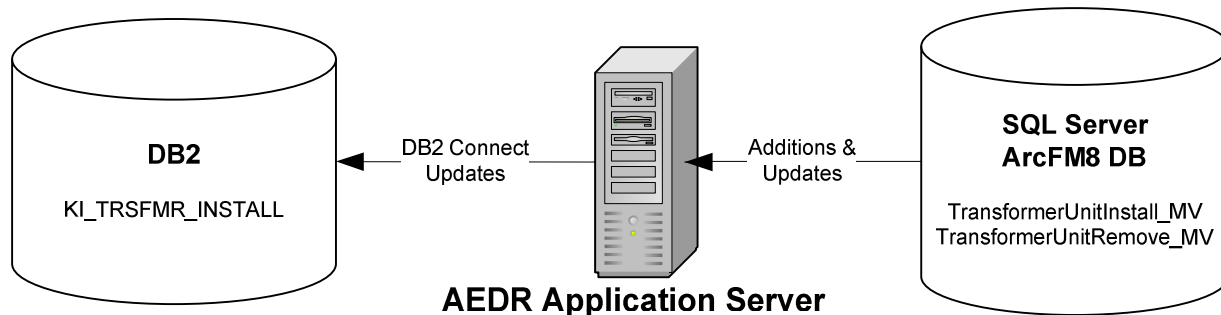 DB2
KI_TRSFMR_INSTALL
DB2 Connect
Updates
AEDR Application Server
Additions &
Updates
SQL Server
ArcFM8 DB
TransformerUnitInstall_MV
TransformerUnitRemove_MV